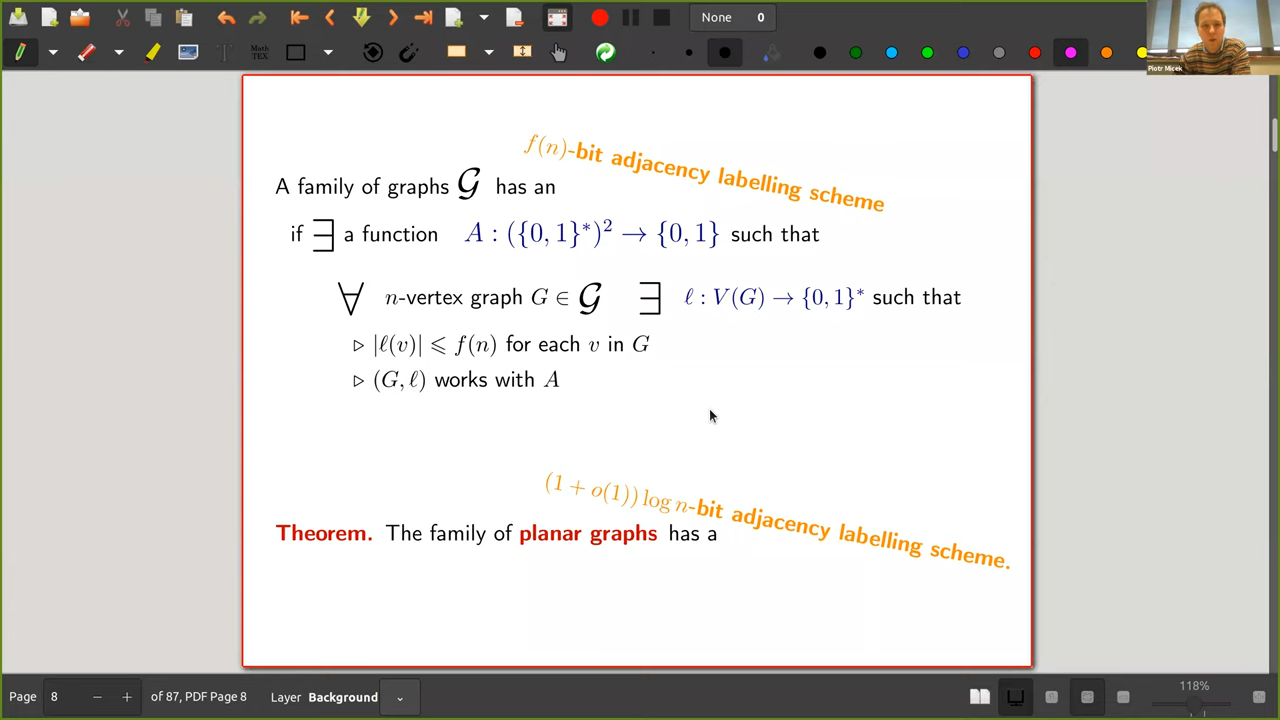 None 0
Math TEX
Piotr Micek
f(n)-bit adjacency labelling scheme
A family of graphs 𝒢 has an
if ∃ a function A : ({0, 1}*)² → {0, 1} such that
∀ n-vertex graph G ∈ 𝒢 ∃ ℓ : V(G) → {0, 1}* such that
▷ |ℓ(v)| ⩽ f(n) for each v in G
▷ (G, ℓ) works with A
(1 + o(1)) log n-bit adjacency labelling scheme.
Theorem. The family of planar graphs has a
Page 8 of 87, PDF Page 8 Layer Background 118%